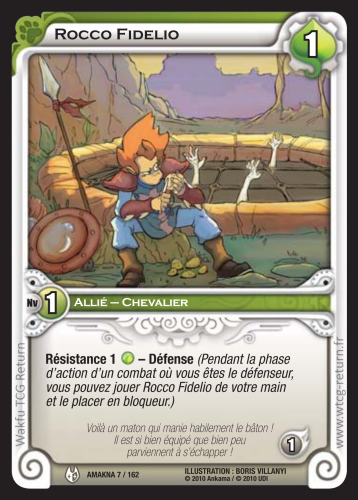 ROCCO FIDELIO
1
Nv 1 ALLIÉ – CHEVALIER
Résistance 1 – Défense (Pendant la phase
d'action d'un combat où vous êtes le défenseur,
vous pouvez jouer Rocco Fidelio de votre main
et le placer en bloqueur.)
Voilà un maton qui manie habilement le bâton !
Il est si bien équipé que bien peu
parviennent à s'échapper !
1
AMAKNA 7 / 162
ILLUSTRATION : BORIS VILLANYI
© 2010 Ankama / © 2010 UDI
Wakfu TCG Return
www.wtcg-return.fr